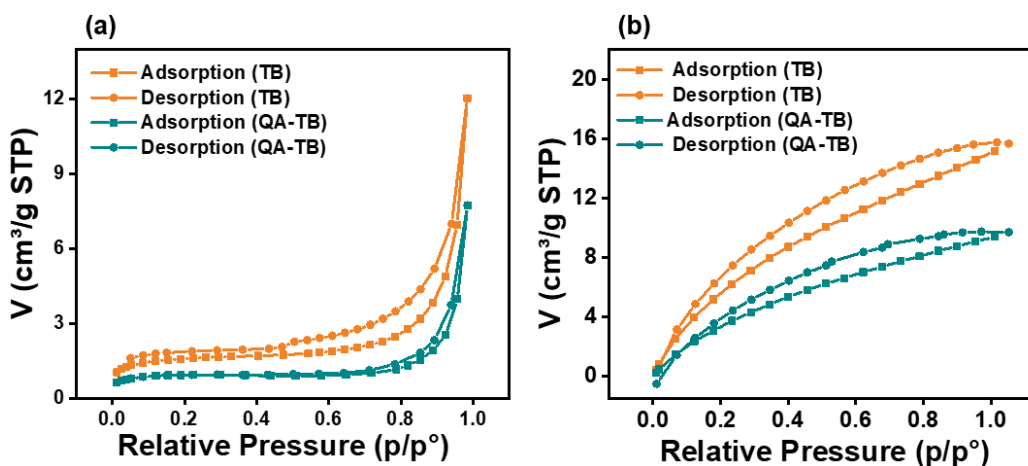 (a)
Adsorption (TB)
Desorption (TB)
Adsorption (QA-TB)
Desorption (QA-TB)
V (cm³/g STP)
12
9
6
3
0
0.0 0.2 0.4 0.6 0.8 1.0
Relative Pressure (p/p°)
(b)
Adsorption (TB)
Desorption (TB)
Adsorption (QA-TB)
Desorption (QA-TB)
V (cm³/g STP)
20
16
12
8
4
0
0.0 0.2 0.4 0.6 0.8 1.0
Relative Pressure (p/p°)